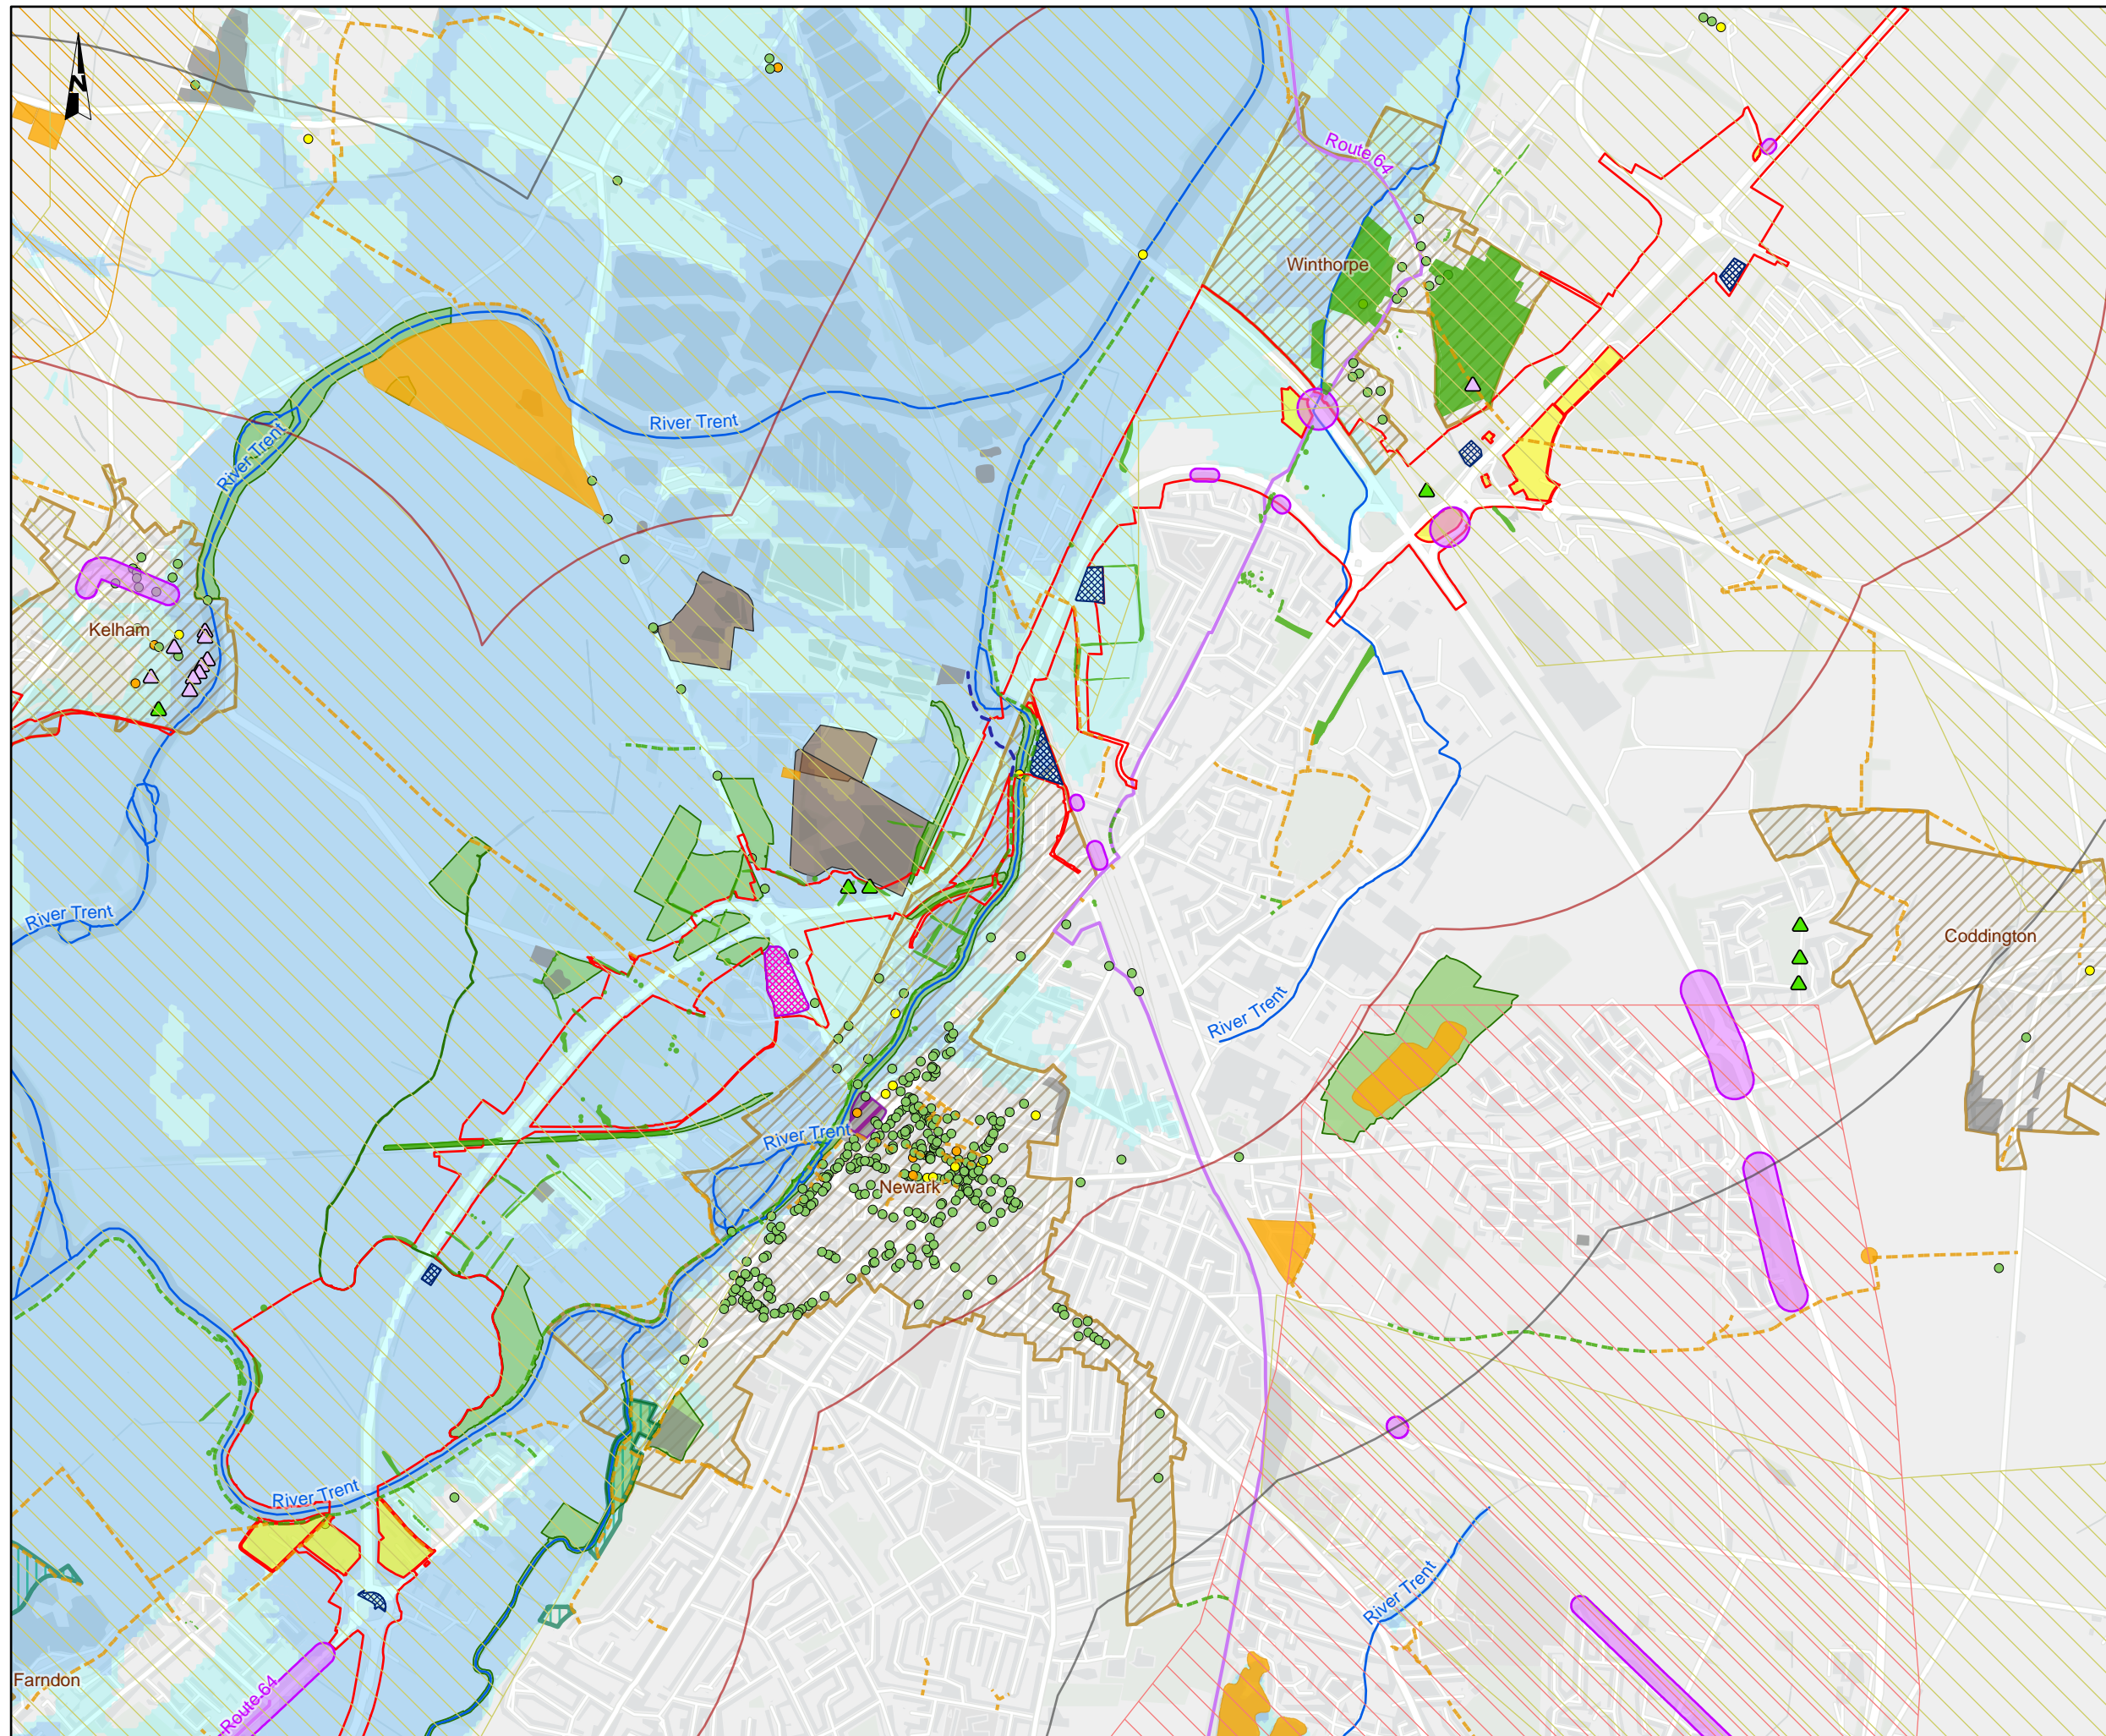 N
Route 64
Winthorpe
River Trent
River Trent
Kelham
River Trent
Coddington
River Trent
River Trent
Newark
River Trent
River Trent
Farndon
Route 64